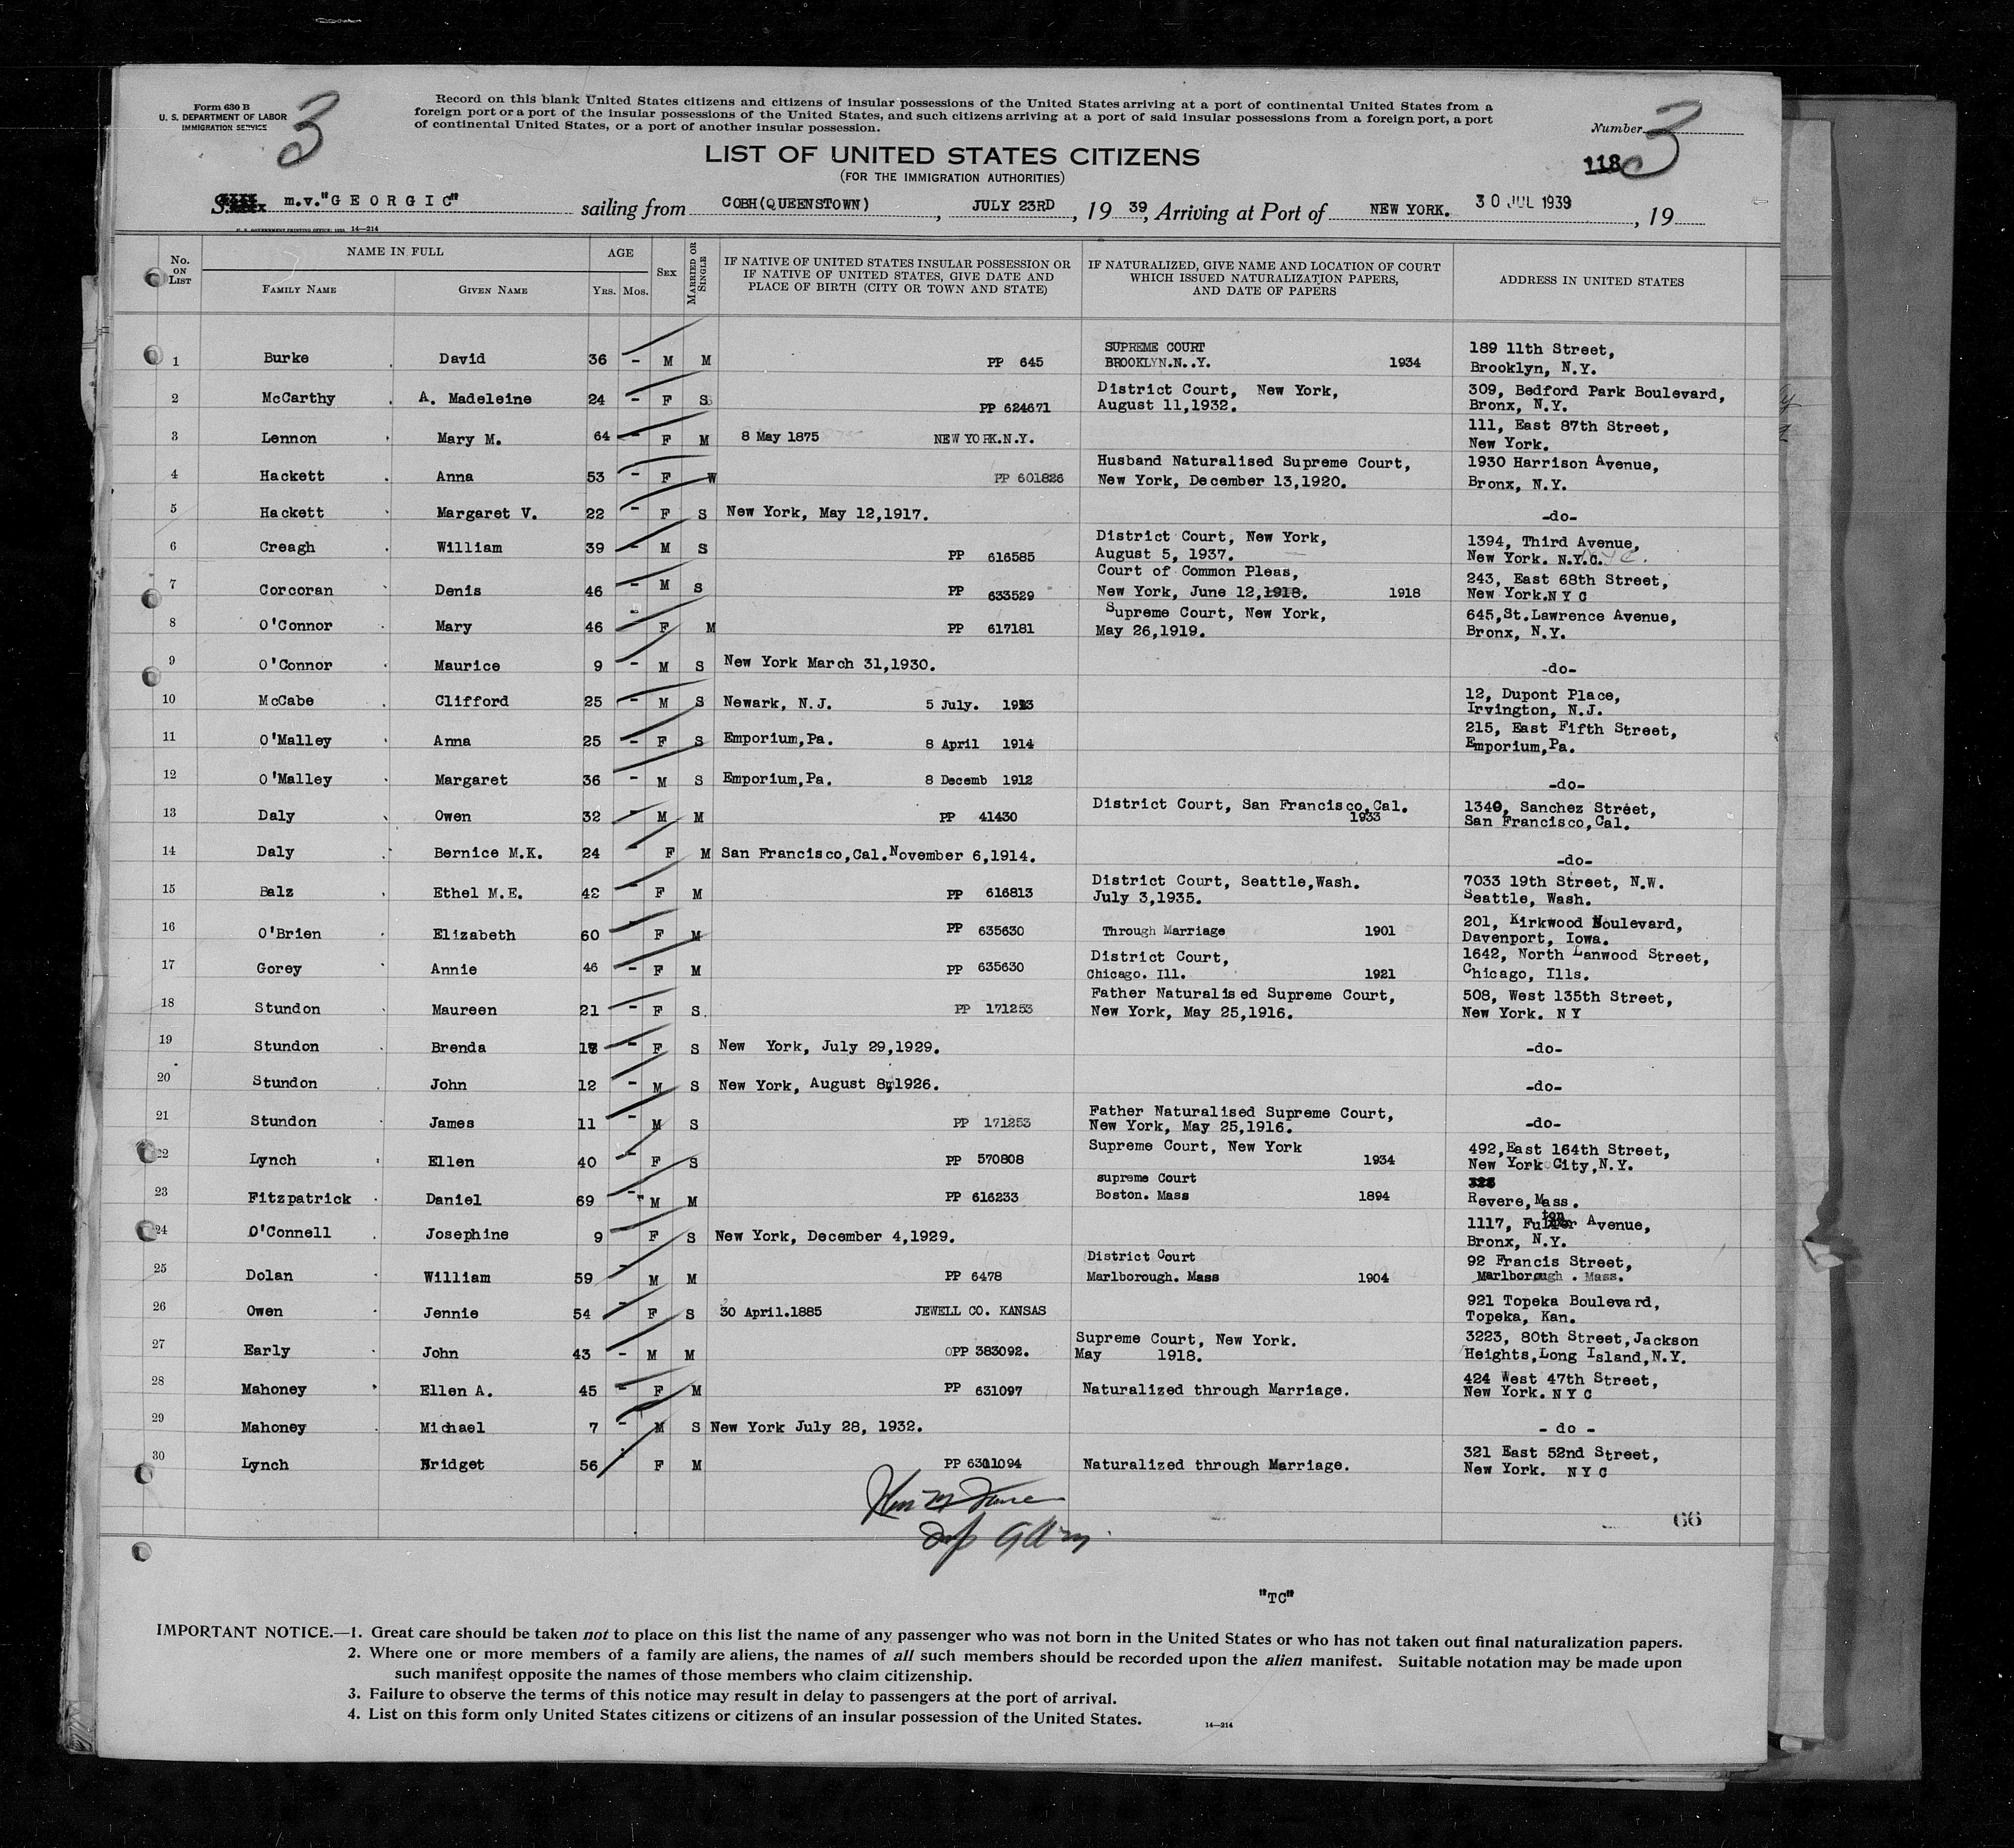 Form 630 B
U. S. DEPARTMENT OF LABOR
IMMIGRATION SERVICE
3
Record on this blank United States citizens and citizens of insular possessions of the United States arriving at a port of continental United States from a
foreign port or a port of the insular possessions of the United States, and such citizens arriving at a port of said insular possessions from a foreign port, a port
of continental United States, or a port of another insular possession.
Number 3
LIST OF UNITED STATES CITIZENS
(FOR THE IMMIGRATION AUTHORITIES)
118
m.v."GEORGIC" sailing from COBH(QUEENSTOWN), JULY 23RD, 1939, Arriving at Port of NEW YORK. 30 JUL 1939, 19
14—214
No. ON LIST
NAME IN FULL
FAMILY NAME
GIVEN NAME
AGE
YRS. MOS.
SEX
MARRIED OR SINGLE
IF NATIVE OF UNITED STATES INSULAR POSSESSION OR
IF NATIVE OF UNITED STATES, GIVE DATE AND
PLACE OF BIRTH (CITY OR TOWN AND STATE)
IF NATURALIZED, GIVE NAME AND LOCATION OF COURT
WHICH ISSUED NATURALIZATION PAPERS,
AND DATE OF PAPERS
ADDRESS IN UNITED STATES
1 Burke David 36 - M M PP 645 SUPREME COURT BROOKLYN.N..Y. 1934 189 11th Street, Brooklyn, N.Y.
2 McCarthy A. Madeleine 24 - F S PP 624671 District Court, New York, August 11,1932. 309, Bedford Park Boulevard, Bronx, N.Y.
3 Lennon Mary M. 64 - F M 8 May 1875 NEW YORK.N.Y. 111, East 87th Street, New York.
4 Hackett Anna 53 - F W PP 601826 Husband Naturalised Supreme Court, New York, December 13,1920. 1930 Harrison Avenue, Bronx, N.Y.
5 Hackett Margaret V. 22 - F S New York, May 12,1917. -do-
6 Creagh William 39 - M S PP 616585 District Court, New York, August 5, 1937. 1394, Third Avenue, New York. N.Y.C.
7 Corcoran Denis 46 - M S PP 633529 Court of Common Pleas, New York, June 12,1918. 1918 243, East 68th Street, New York.N Y C
8 O'Connor Mary 46 F M PP 617181 Supreme Court, New York, May 26,1919. 645,St.Lawrence Avenue, Bronx, N.Y.
9 O'Connor Maurice 9 - M S New York March 31,1930. -do-
10 McCabe Clifford 25 - M S Newark, N.J. 5 July. 1913 12, Dupont Place, Irvington, N.J.
11 O'Malley Anna 25 - F S Emporium,Pa. 8 April 1914 215, East Fifth Street, Emporium,Pa.
12 O'Malley Margaret 36 - M S Emporium,Pa. 8 Decemb 1912 -do-
13 Daly Owen 32 M M PP 41430 District Court, San Francisco,Cal. 1933 1340, Sanchez Street, San Francisco,Cal.
14 Daly Bernice M.K. 24 - F M San Francisco,Cal.November 6,1914. -do-
15 Balz Ethel M.E. 42 - F M PP 616813 District Court, Seattle,Wash. July 3,1935. 7033 19th Street, N.W. Seattle, Wash.
16 O'Brien Elizabeth 60 - F M PP 635630 Through Marriage 1901 201, Kirkwood Boulevard, Davenport, Iowa.
17 Gorey Annie 46 - F M PP 635630 District Court, Chicago. Ill. 1921 1642, North Lanwood Street, Chicago, Ills.
18 Stundon Maureen 21 - F S. PP 171253 Father Naturalised Supreme Court, New York, May 25,1916. 508, West 135th Street, New York. NY
19 Stundon Brenda - F S New York, July 29,1929. -do-
20 Stundon John 12 - M S New York, August 8,1926. -do-
21 Stundon James 11 - M S PP 171253 Father Naturalised Supreme Court, New York, May 25,1916. -do-
22 Lynch Ellen 40 - F S PP 570808 Supreme Court, New York 1934 492,East 164th Street, New York City,N.Y.
23 Fitzpatrick Daniel 69 - M M PP 616233 supreme Court Boston. Mass 1894 Revere,Mass.
24 O'Connell Josephine 9 - F S New York, December 4,1929. 1117, Fulton Avenue, Bronx, N.Y.
25 Dolan William 59 - M M PP 6478 District Court Marlborough. Mass 1904 92 Francis Street, Marlborough . Mass.
26 Owen Jennie 54 - F S 30 April.1885 JEWELL CO. KANSAS 921 Topeka Boulevard, Topeka, Kan.
27 Early John 43 - M M OPP 383092. Supreme Court, New York. May 1918. 3223, 80th Street,Jackson Heights,Long Island,N.Y.
28 Mahoney Ellen A. 45 - F M PP 631097 Naturalized through Marriage. 424 West 47th Street, New York. N Y C
29 Mahoney Michael 7 - M S New York July 28, 1932. - do -
30 Lynch Bridget 56 F M PP 6301094 Naturalized through Marriage. 321 East 52nd Street, New York. N Y C
66
"TC"
IMPORTANT NOTICE.—1. Great care should be taken not to place on this list the name of any passenger who was not born in the United States or who has not taken out final naturalization papers.
2. Where one or more members of a family are aliens, the names of all such members should be recorded upon the alien manifest. Suitable notation may be made upon
such manifest opposite the names of those members who claim citizenship.
3. Failure to observe the terms of this notice may result in delay to passengers at the port of arrival.
4. List on this form only United States citizens or citizens of an insular possession of the United States.
14—214